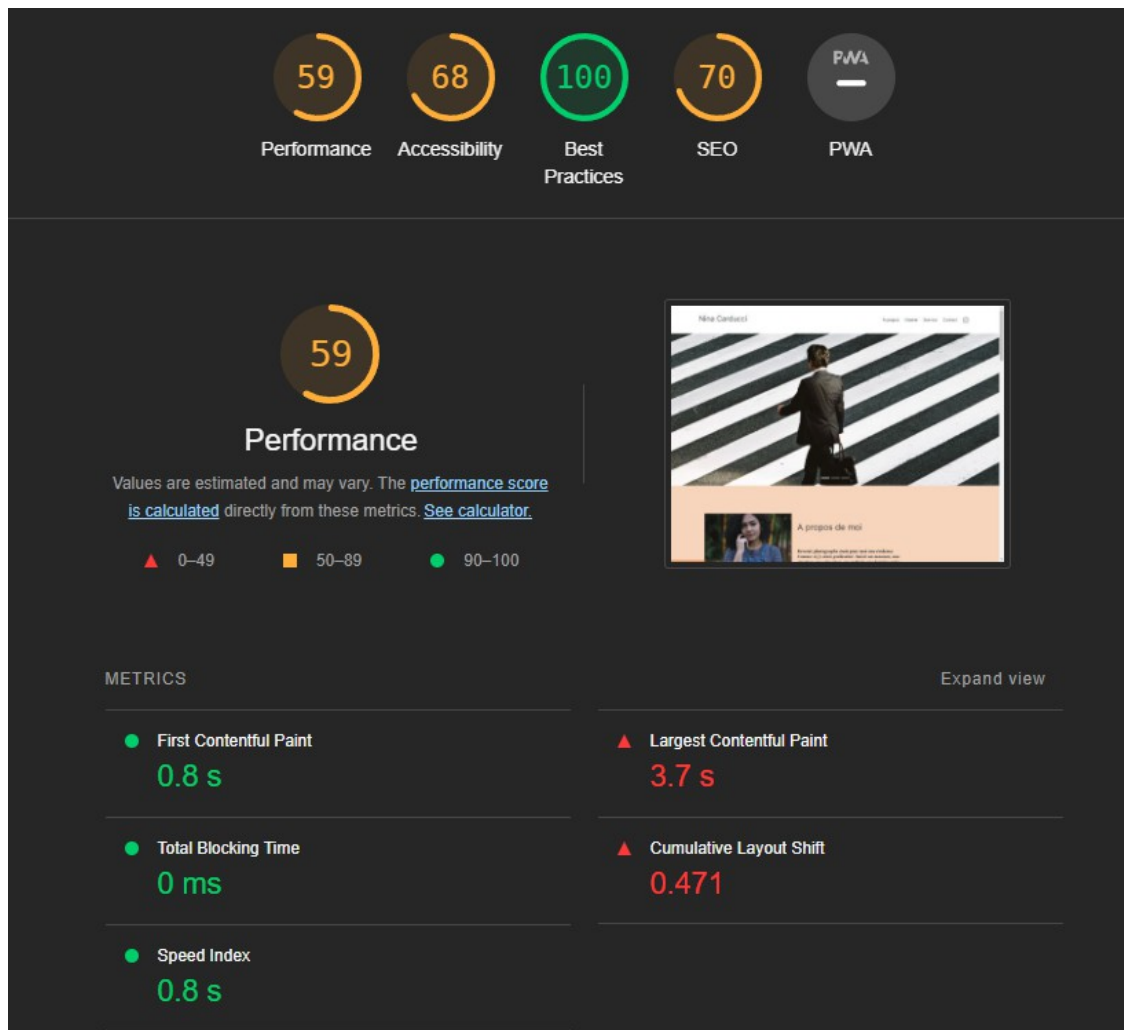 59
68
100
70
PWA
Performance
Accessibility
Best
Practices
SEO
PWA
59
Performance
Values are estimated and may vary. The performance score
is calculated directly from these metrics. See calculator.
0–49
50–89
90–100
Nina Carducci
Contact
A propos de moi
METRICS
Expand view
First Contentful Paint
0.8 s
Largest Contentful Paint
3.7 s
Total Blocking Time
0 ms
Cumulative Layout Shift
0.471
Speed Index
0.8 s